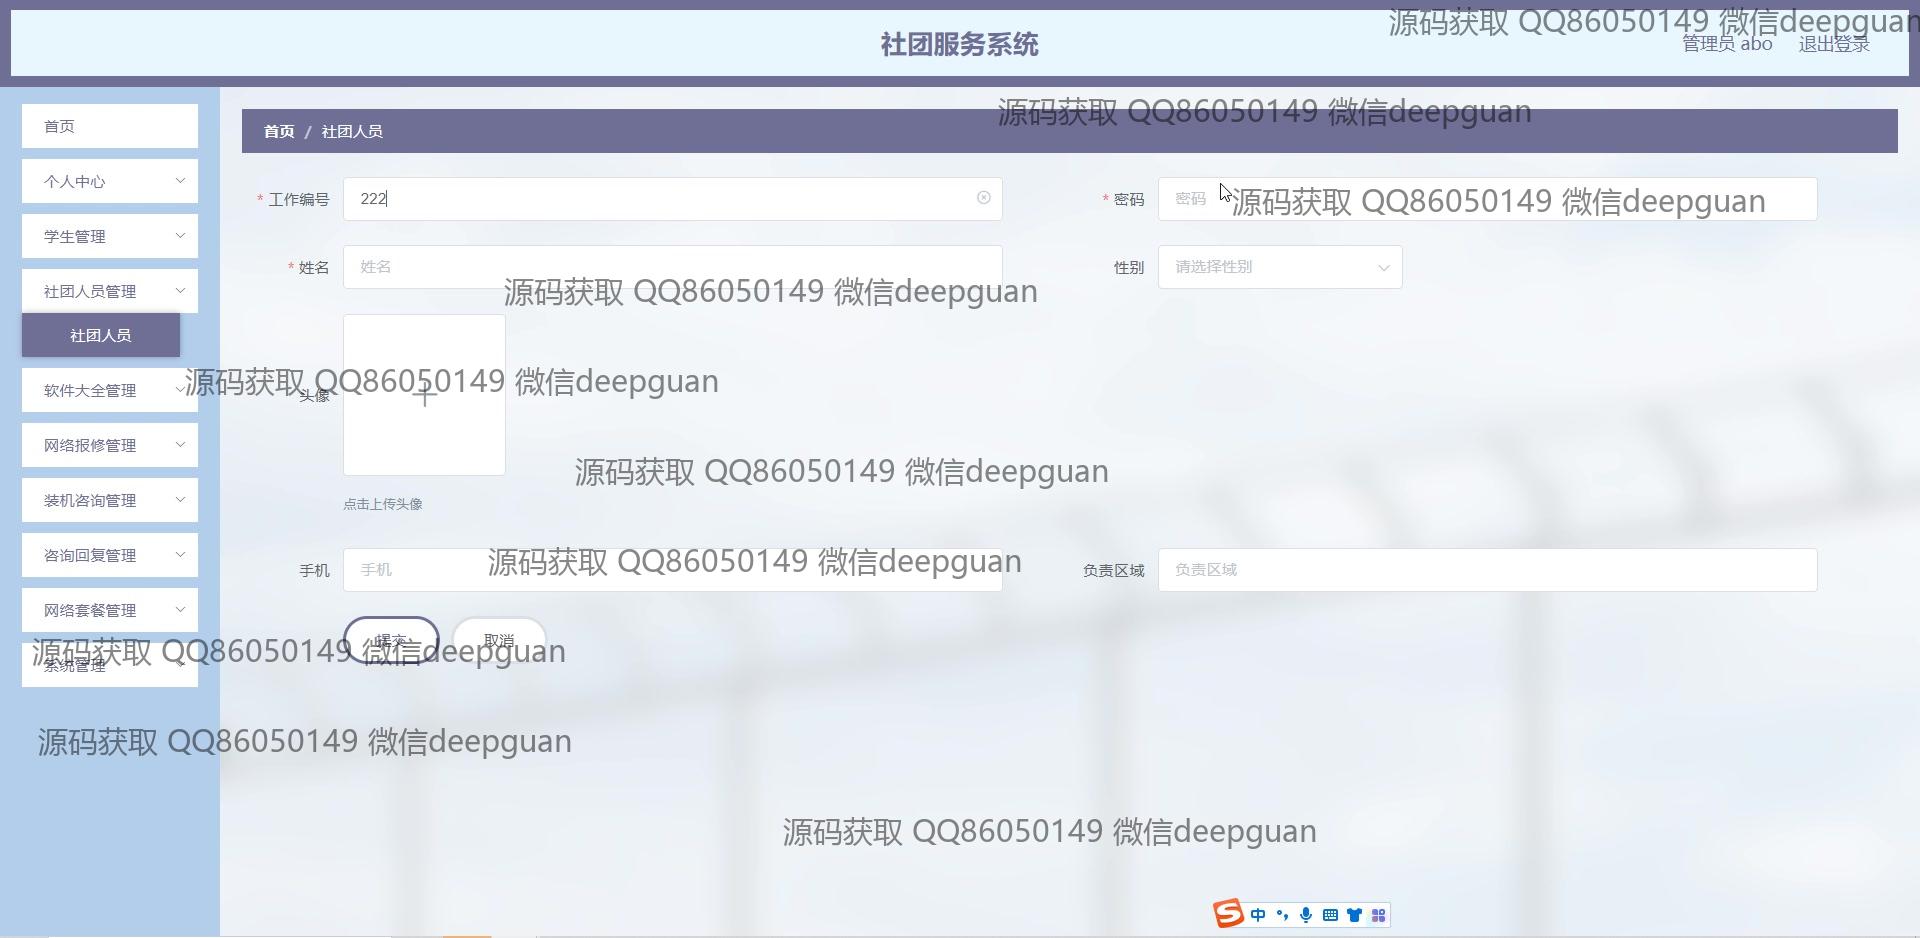 社团服务系统
源码获取 QQ86050149 微信deepguan
管理员 abo 退出登录
源码获取 QQ86050149 微信deepguan
首页 / 社团人员
首页
个人中心
学生管理
社团人员管理
社团人员
软件大全管理
网络报修管理
装机咨询管理
咨询回复管理
网络套餐管理
系统管理
* 工作编号 222
* 密码 密码
源码获取 QQ86050149 微信deepguan
* 姓名 姓名
性别 请选择性别
源码获取 QQ86050149 微信deepguan
源码获取 QQ86050149 微信deepguan
头像
源码获取 QQ86050149 微信deepguan
点击上传头像
手机 手机
源码获取 QQ86050149 微信deepguan
负责区域 负责区域
提交 取消
源码获取 QQ86050149 微信deepguan
源码获取 QQ86050149 微信deepguan
源码获取 QQ86050149 微信deepguan
中